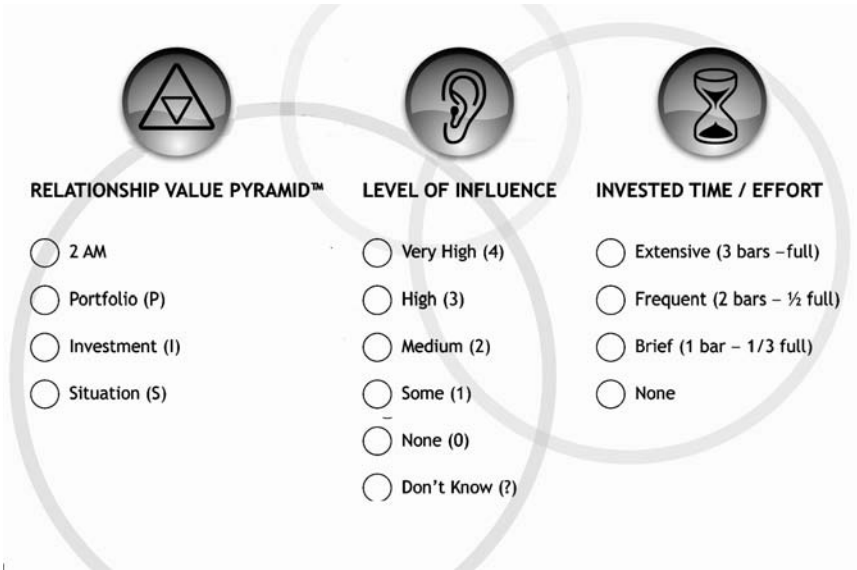 RELATIONSHIP VALUE PYRAMID™
2 AM
Portfolio (P)
Investment (I)
Situation (S)
LEVEL OF INFLUENCE
Very High (4)
High (3)
Medium (2)
Some (1)
None (0)
Don't Know (?)
INVESTED TIME / EFFORT
Extensive (3 bars –full)
Frequent (2 bars – ½ full)
Brief (1 bar – 1/3 full)
None